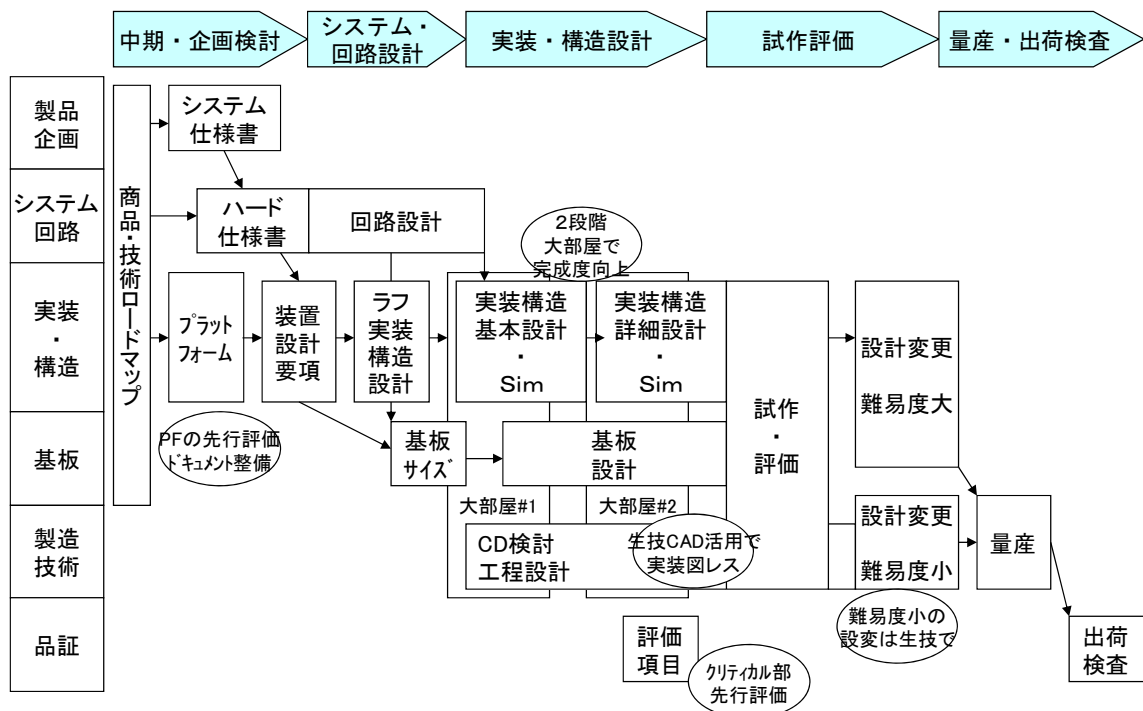 中期・企画検討
システム・
回路設計
実装・構造設計
試作評価
量産・出荷検査
製品
企画
システム
回路
実装
・
構造
基板
製造
技術
品証
商品・技術ロードマップ
システム
仕様書
ハード
仕様書
回路設計
2段階
大部屋で
完成度向上
プラット
フォーム
装置
設計
要項
ラフ
実装
構造
設計
実装構造
基本設計
・
Sim
実装構造
詳細設計
・
Sim
設計変更
難易度大
PFの先行評価
ドキュメント整備
基板
サイズ
基板
設計
試作
・
評価
大部屋#1
大部屋#2
CD検討
工程設計
生技CAD活用で
実装図レス
設計変更
難易度小
量産
難易度小の
設変は生技で
評価
項目
クリティカル部
先行評価
出荷
検査